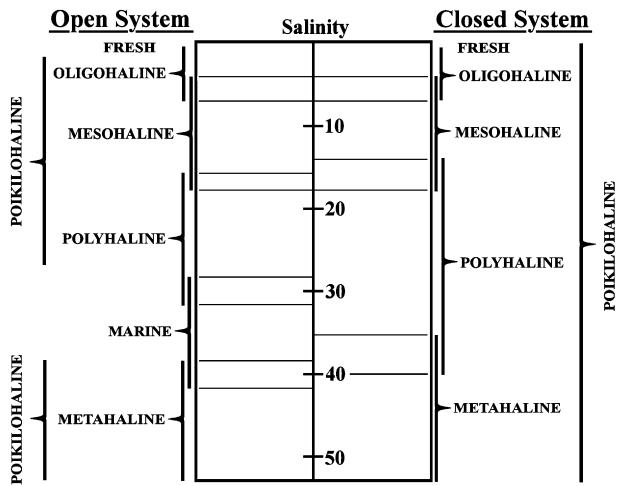 Open System
Salinity
Closed System
FRESH
OLIGOHALINE
MESOHALINE
POLYHALINE
MARINE
METAHALINE
POIKILOHALINE
POIKILOHALINE
10
20
30
40
50
FRESH
OLIGOHALINE
MESOHALINE
POLYHALINE
METAHALINE
POIKILOHALINE